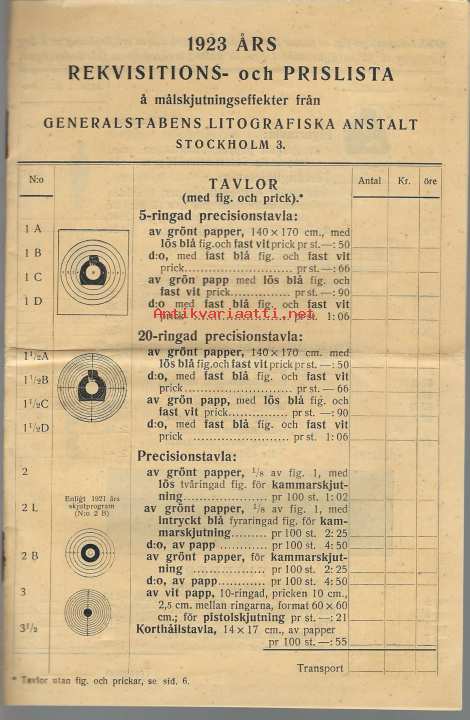 1923 ÅRS
REKVISITIONS- och PRISLISTA
å målskjutningseffekter från
GENERALSTABENS LITOGRAFISKA ANSTALT
STOCKHOLM 3.
N:o
TAVLOR
(med fig. och prick).*
Antal Kr. öre
5-ringad precisionstavla:
1 A av grönt papper, 140 × 170 cm., med
lös blå fig. och fast vit prick pr st. —: 50
1 B d:o, med fast blå fig. och fast vit
prick pr st. —: 66
1 C av grön papp med lös blå fig. och
fast vit prick pr st. —: 90
1 D d:o med fast blå fig. och fast vit
prick pr st. 1: 06
Antikvariaatti.net
20-ringad precisionstavla:
1 1/2A av grönt papper, 140 × 170 cm. med
lös blå fig. och fast vit prick pr st. —: 50
1 1/2B d:o, med fast blå fig. och fast vit
prick pr st. —: 66
1 1/2C av grön papp, med lös blå fig. och
fast vit prick pr st. —: 90
1 1/2D d:o, med fast blå fig. och fast vit
prick pr st. 1: 06
Precisionstavla:
2 av grönt papper, 1/8 av fig. 1, med
lös tvåringad fig. för kammarskjut-
ning pr 100 st. 1: 02
Enligt 1921 års
skjutprogram
(N:o 2 B)
2 L av grönt papper, 1/8 av fig. 1, med
intryckt blå fyraringad fig. för kam-
marskjutning pr 100 st. 2: 25
d:o, av papp pr 100 st. 4: 50
2 B av grönt papper, för kammarskjut-
ning pr 100 st. 2: 25
d:o, av papp pr 100 st. 4: 50
3 av vit papp, 10-ringad, pricken 10 cm.,
2,5 cm. mellan ringarna, format 60 × 60
cm.; för pistolskjutning pr st. —: 21
3 1/2 Korthållstavla, 14 × 17 cm., av papper
pr 100 st. —: 55
Transport
* Tavlor utan fig. och prickar, se sid. 6.